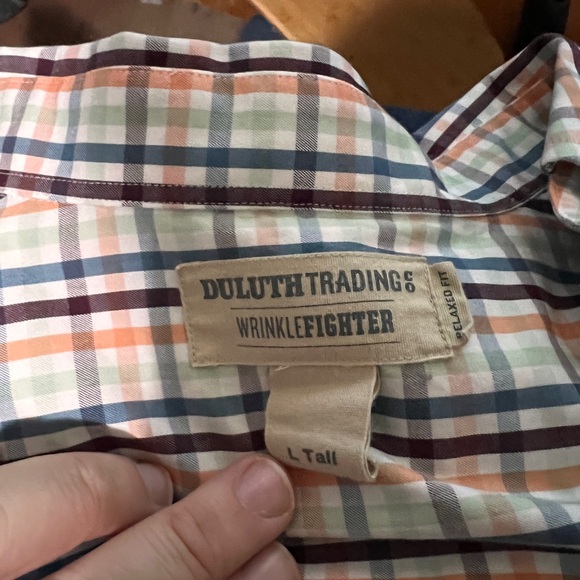 DULUTH TRADING CO
WRINKLEFIGHTER
RELAXED FIT
L Tall